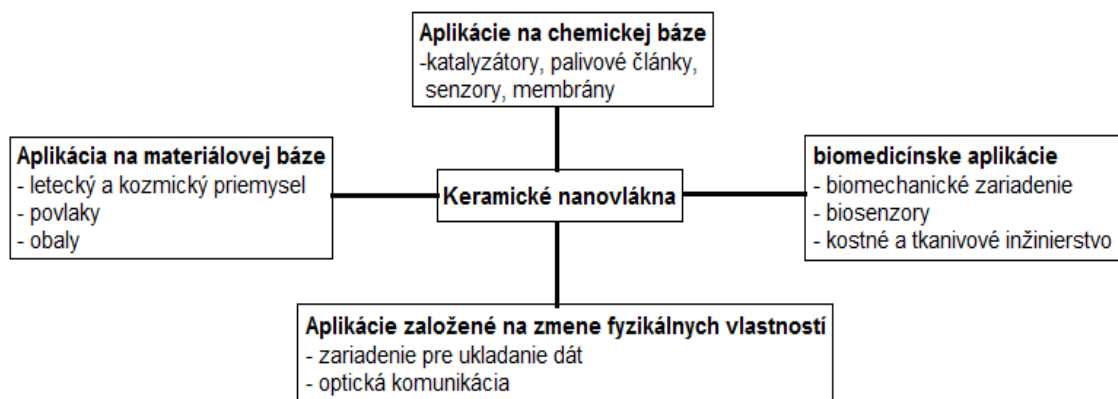 Aplikácie na chemickej báze
-katalyzátory, palivové články,
senzory, membrány
Aplikácia na materiálovej báze
- letecký a kozmický priemysel
- povlaky
- obaly
Keramické nanovlákna
biomedicínske aplikácie
- biomechanické zariadenie
- biosenzory
- kostné a tkanivové inžinierstvo
Aplikácie založené na zmene fyzikálnych vlastností
- zariadenie pre ukladanie dát
- optická komunikácia